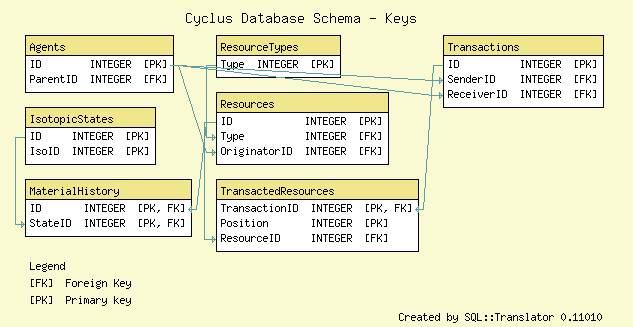 Cyclus Database Schema - Keys
Agents
ID INTEGER [PK]
ParentID INTEGER [FK]
ResourceTypes
Type INTEGER [PK]
Transactions
ID INTEGER [PK]
SenderID INTEGER [FK]
ReceiverID INTEGER [FK]
IsotopicStates
ID INTEGER [PK]
IsoID INTEGER [PK]
Resources
ID INTEGER [PK]
Type INTEGER [FK]
OriginatorID INTEGER [FK]
MaterialHistory
ID INTEGER [PK, FK]
StateID INTEGER [PK, FK]
TransactedResources
TransactionID INTEGER [PK, FK]
Position INTEGER [PK]
ResourceID INTEGER [FK]
Legend
[FK] Foreign Key
[PK] Primary key
Created by SQL::Translator 0.11010